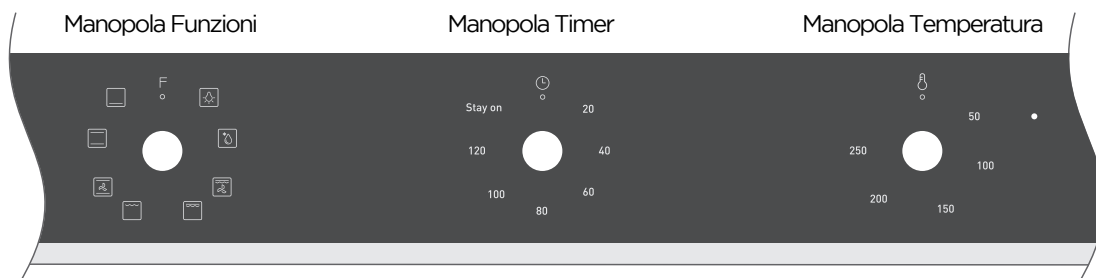 Manopola Funzioni
Manopola Timer
Manopola Temperatura
F
Stay on
20
120
40
100
60
80
50
250
100
200
150